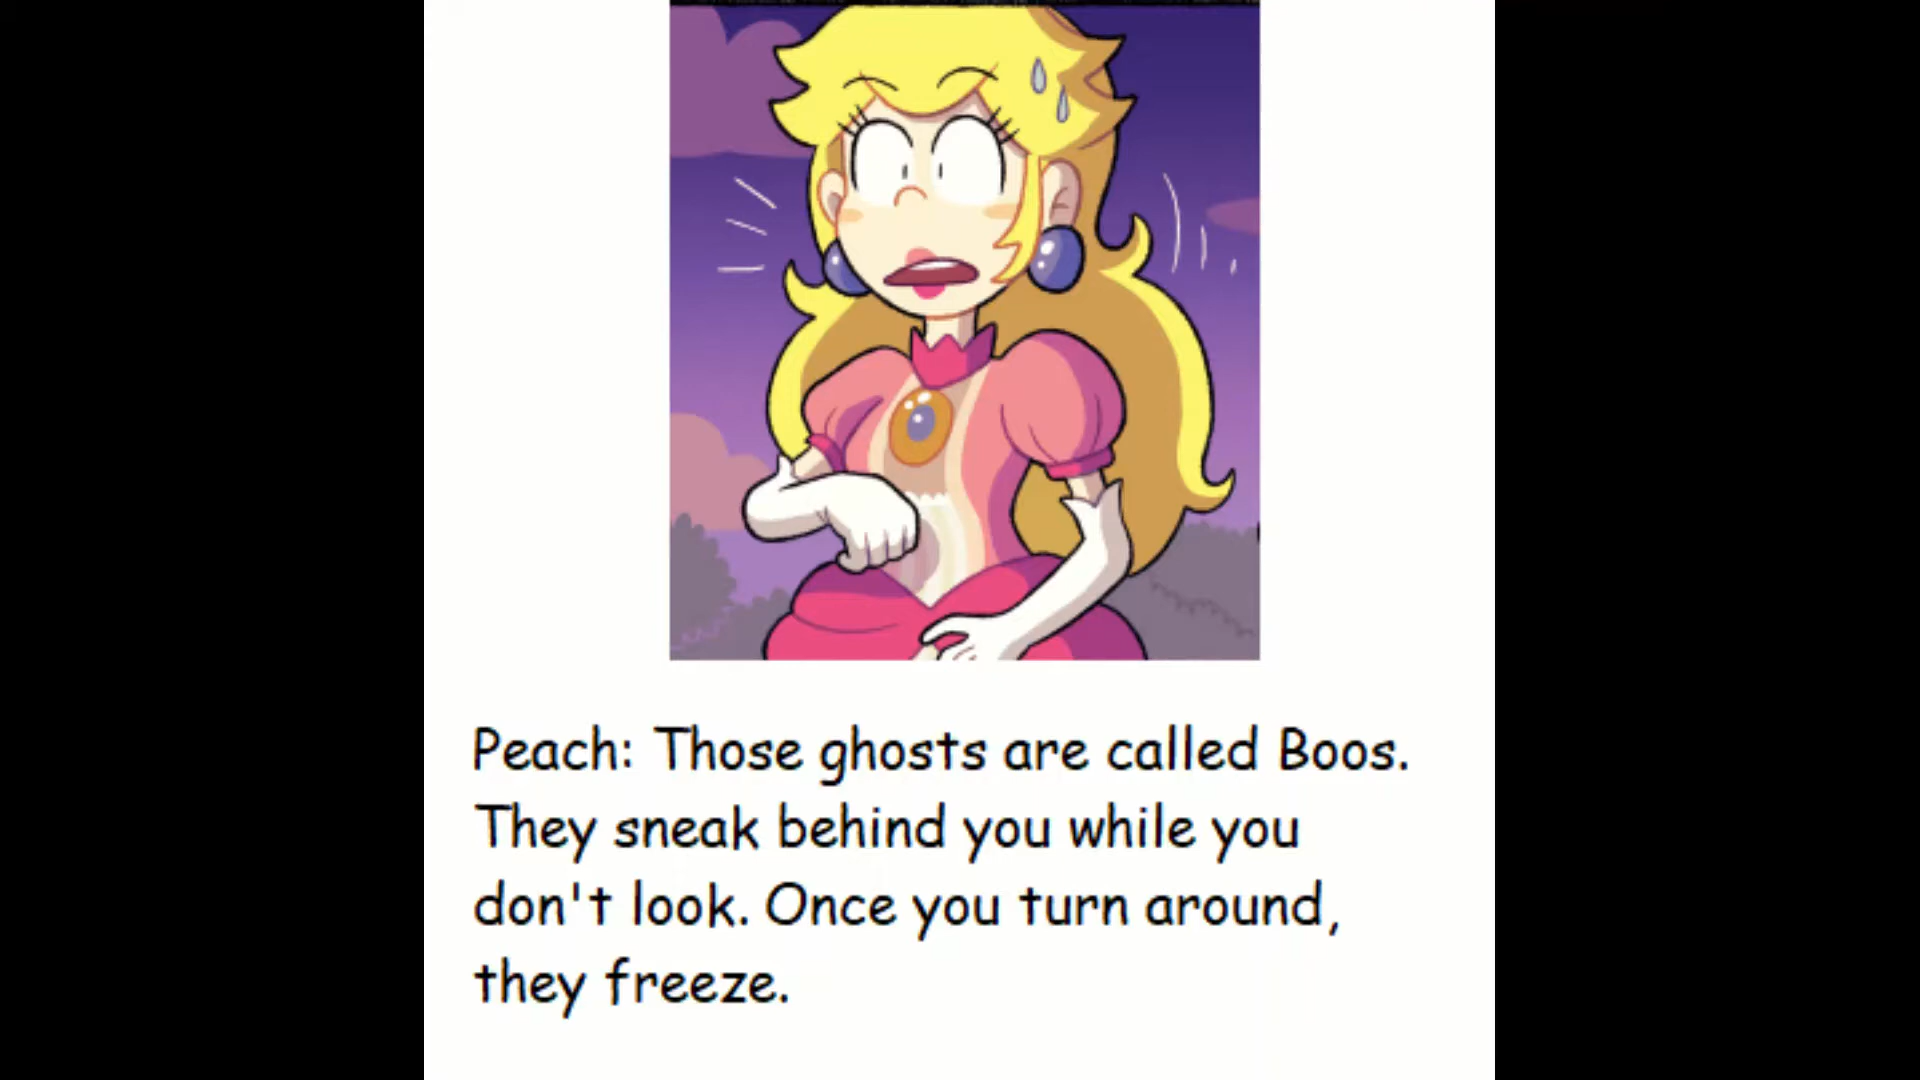 Peach: Those ghosts are called Boos.
They sneak behind you while you
don't look. Once you turn around,
they freeze.